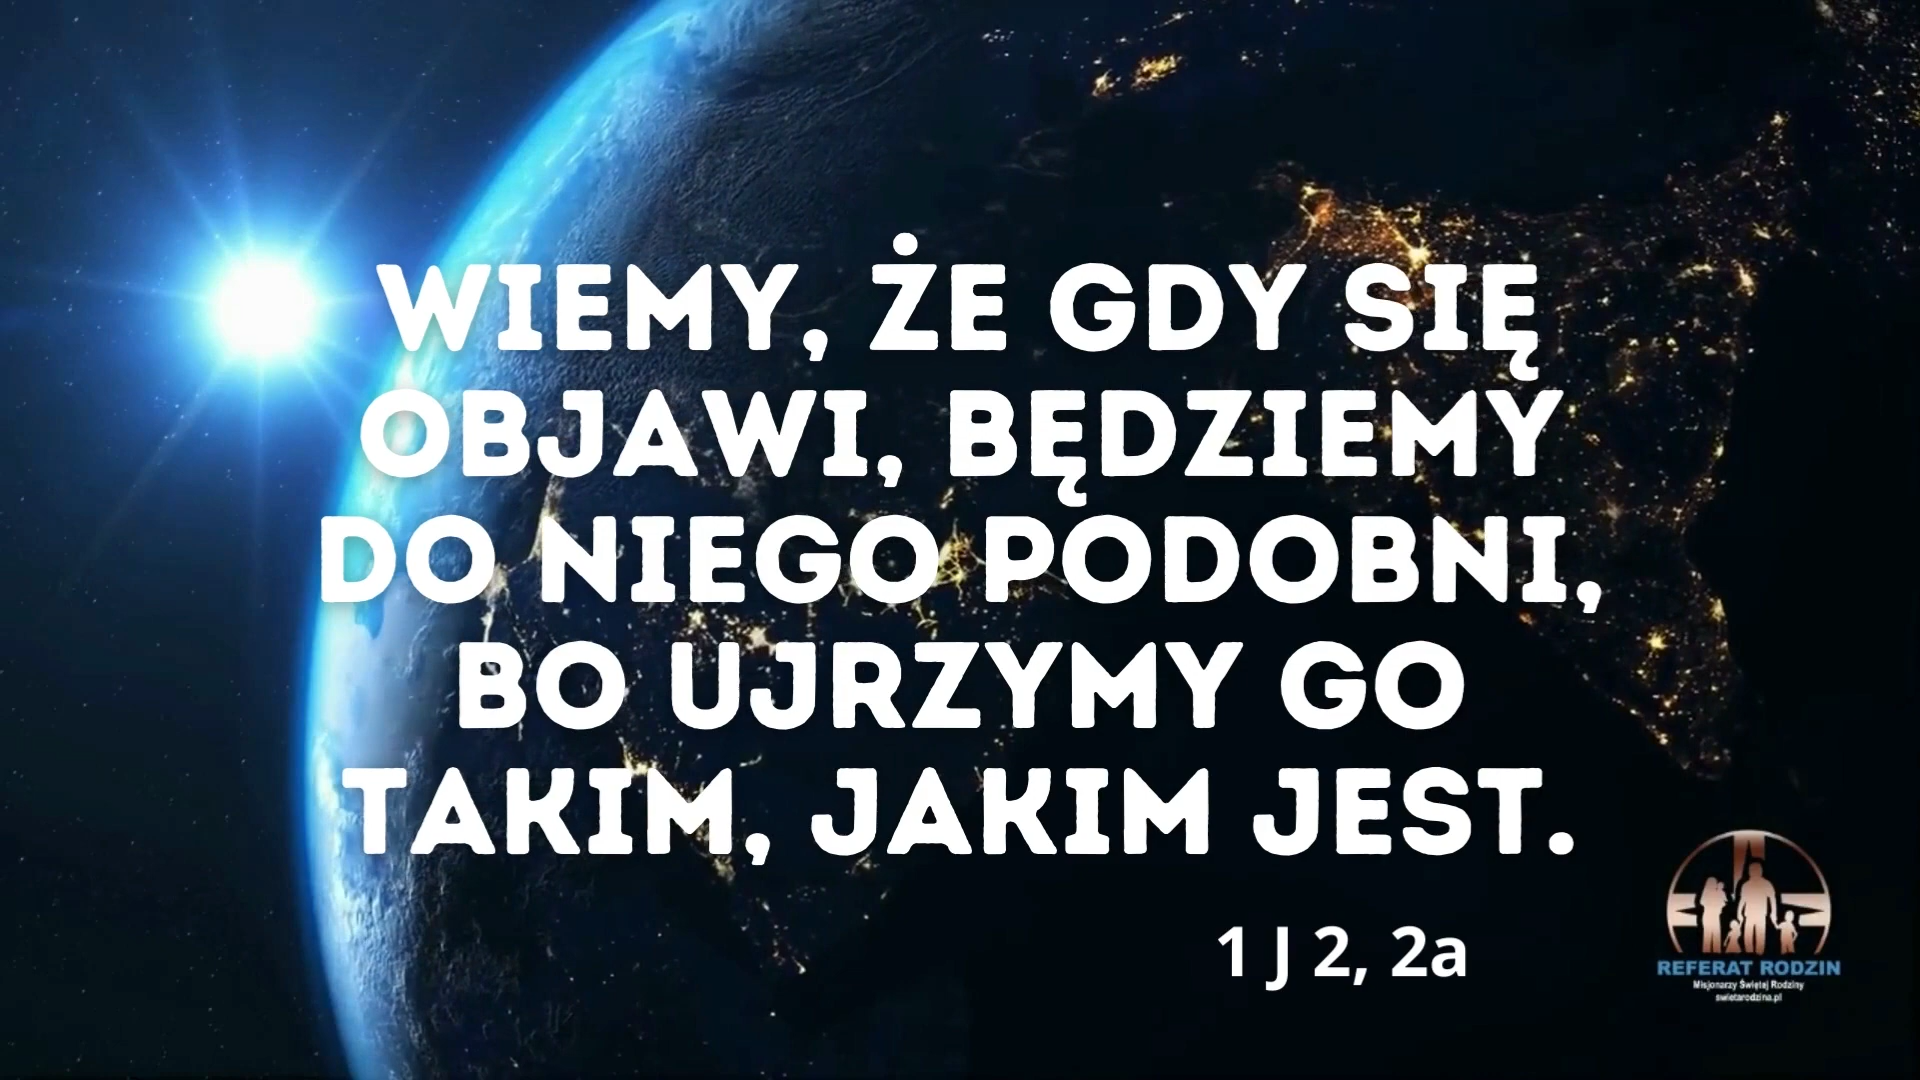 WIEMY, ŻE GDY SIĘ
OBJAWI, BĘDZIEMY
DO NIEGO PODOBNI,
BO UJRZYMY GO
TAKIM, JAKIM JEST.
1 J 2, 2a
REFERAT RODZIN
Misjonarzy Świętej Rodziny
swietarodzina.pl